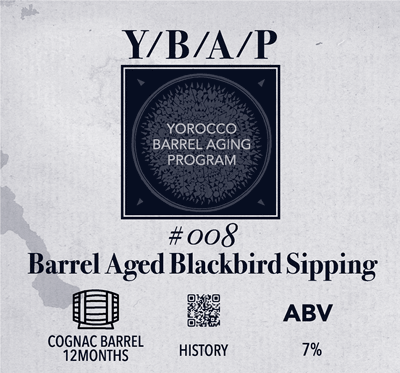 Y/B/A/P
YOROCCO
BARREL AGING
PROGRAM
#008
Barrel Aged Blackbird Sipping
COGNAC BARREL
12MONTHS
HISTORY
ABV
7%